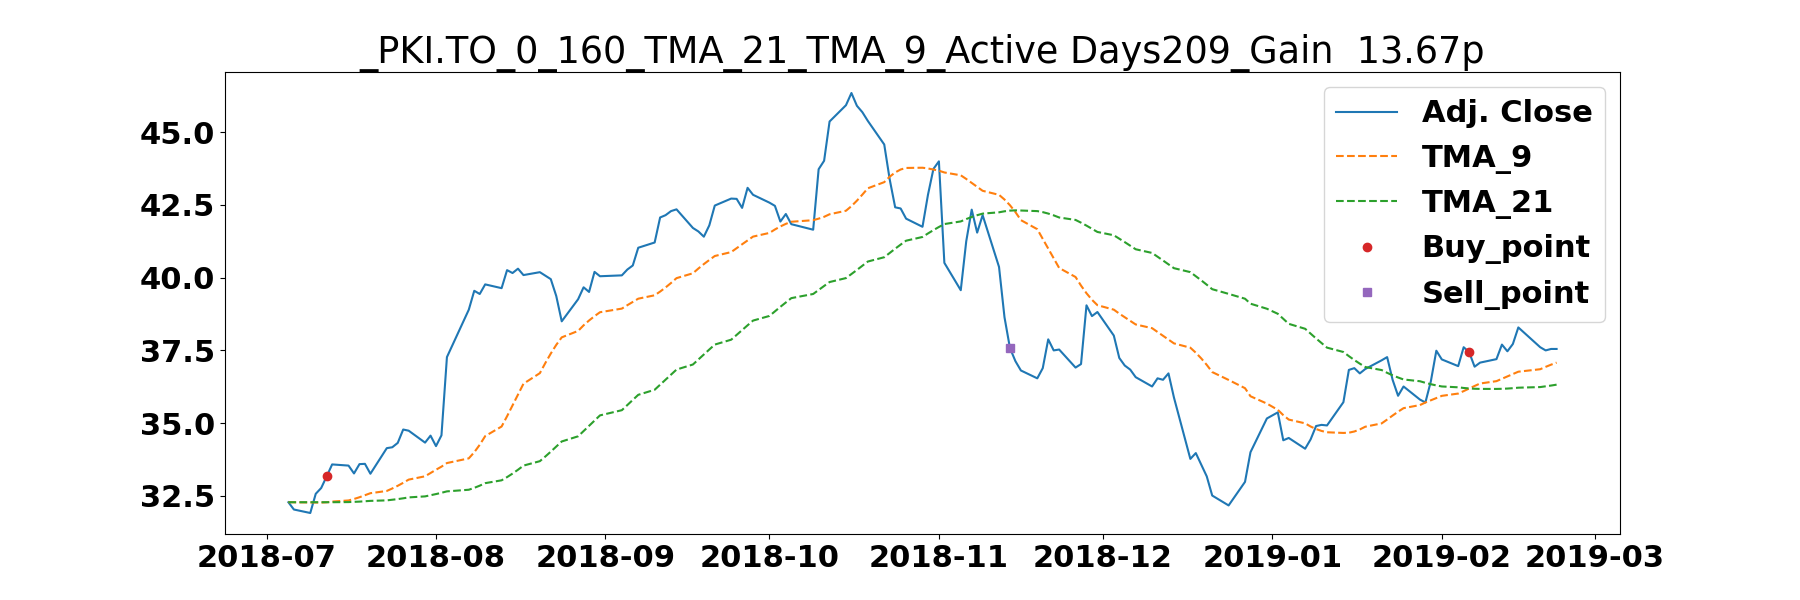 _PKI.TO_0_160_TMA_21_TMA_9_Active Days209_Gain  13.67p
45.0
42.5
40.0
37.5
35.0
32.5
Adj. Close
TMA_9
TMA_21
Buy_point
Sell_point
2018-07 2018-08 2018-09 2018-10 2018-11 2018-12 2019-01 2019-02 2019-03